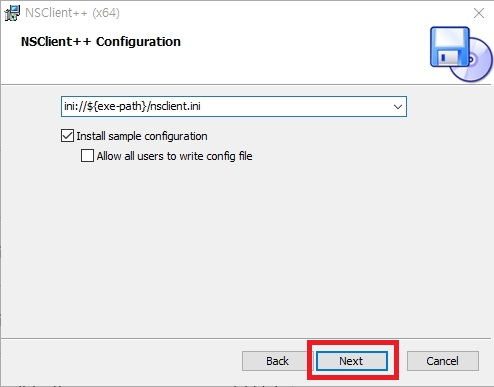 NSClient++ (x64)
NSClient++ Configuration
ini://${exe-path}/nsclient.ini
Install sample configuration
Allow all users to write config file
Back Next Cancel